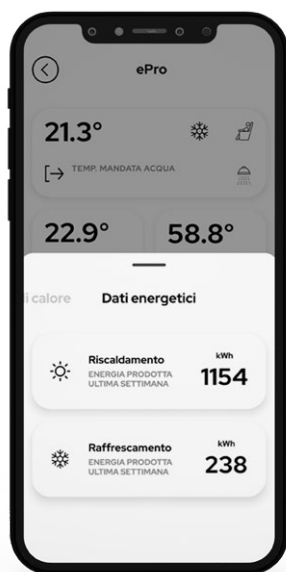 ePro
21.3°
TEMP. MANDATA ACQUA
22.9° 58.8°
calore Dati energetici
Riscaldamento
ENERGIA PRODOTTA
ULTIMA SETTIMANA
kWh
1154
Raffrescamento
ENERGIA PRODOTTA
ULTIMA SETTIMANA
kWh
238